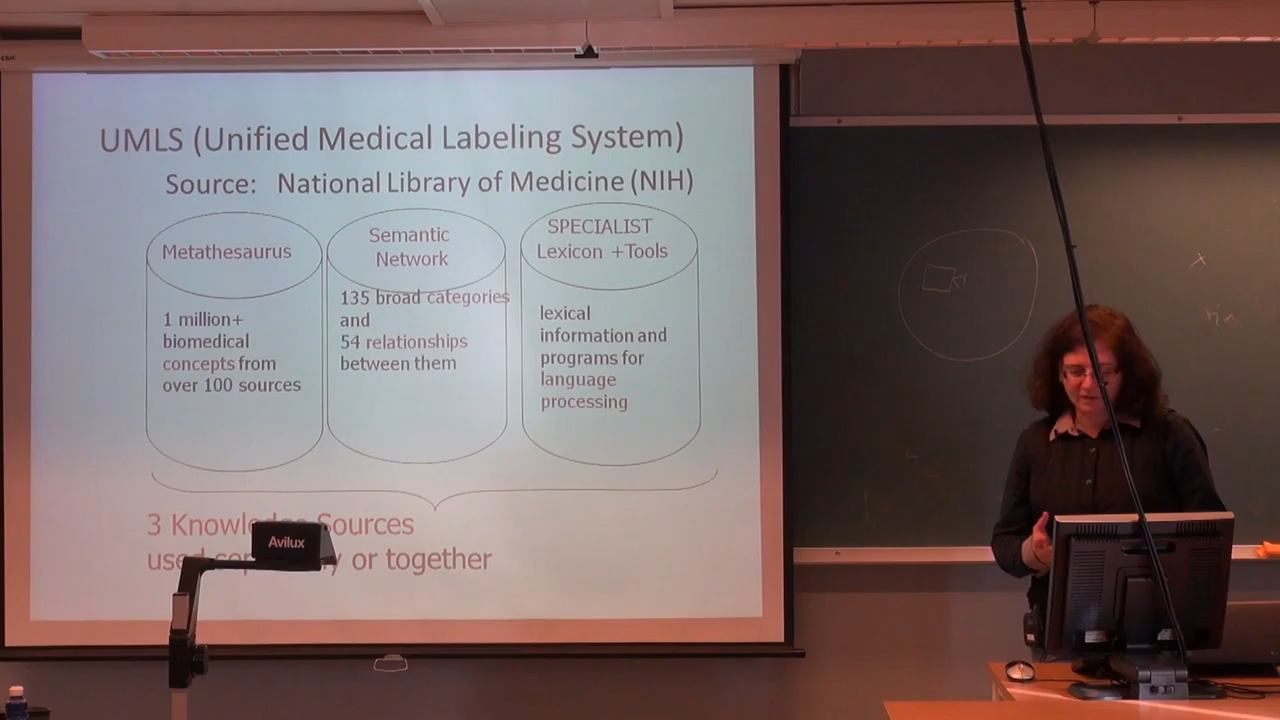 UMLS (Unified Medical Labeling System)
Source: National Library of Medicine (NIH)
Metathesaurus
1 million+
biomedical
concepts from
over 100 sources
Semantic
Network
135 broad categories
and
54 relationships
between them
SPECIALIST
Lexicon +Tools
lexical
information and
programs for
language
processing
3 Sources
or together
Avilux